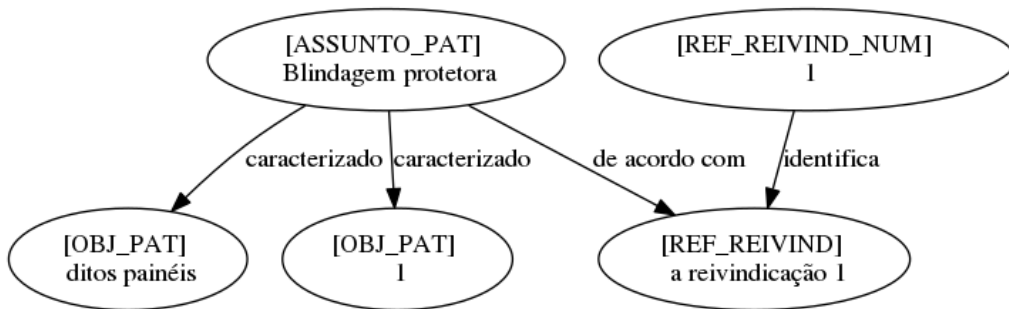 [ASSUNTO_PAT]
Blindagem protetora
[REF_REIVIND_NUM]
1
caracterizado
caracterizado
de acordo com
identifica
[OBJ_PAT]
ditos painéis
[OBJ_PAT]
1
[REF_REIVIND]
a reivindicação 1